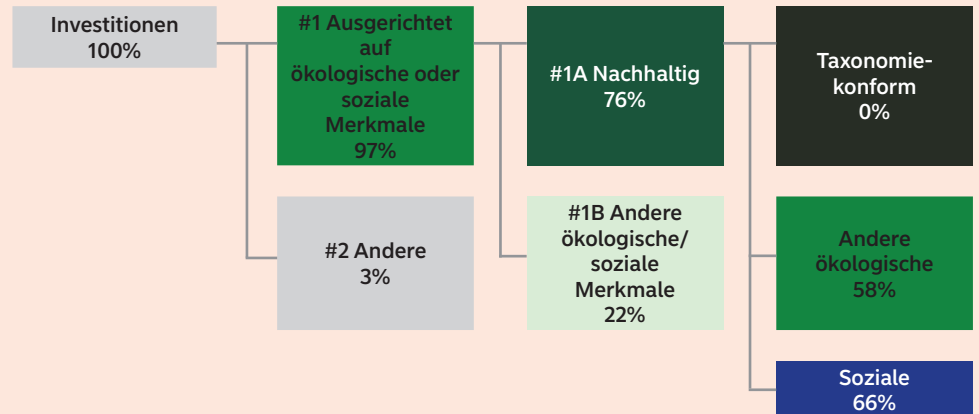 Investitionen
100%
#1 Ausgerichtet
auf
ökologische oder
soziale
Merkmale
97%
#2 Andere
3%
#1A Nachhaltig
76%
#1B Andere
ökologische/
soziale
Merkmale
22%
Taxonomie-
konform
0%
Andere
ökologische
58%
Soziale
66%